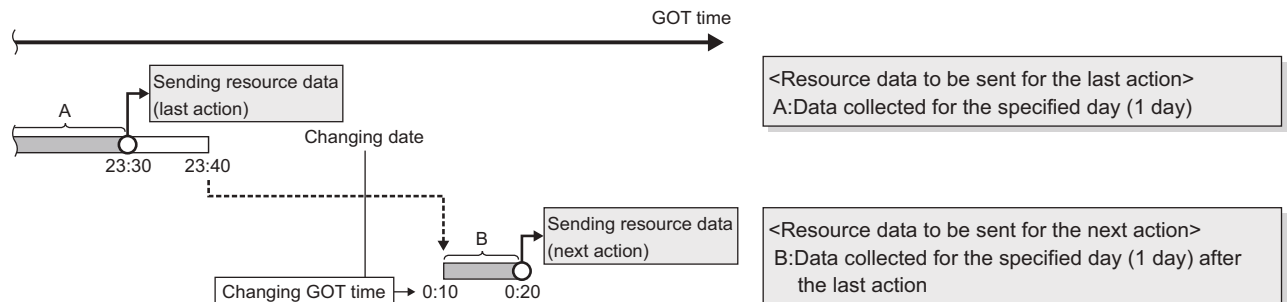 GOT time
Sending resource data
(last action)
<Resource data to be sent for the last action>
A:Data collected for the specified day (1 day)
A
Changing date
23:30
23:40
Sending resource data
(next action)
B
<Resource data to be sent for the next action>
B:Data collected for the specified day (1 day) after
the last action
Changing GOT time
0:10
0:20